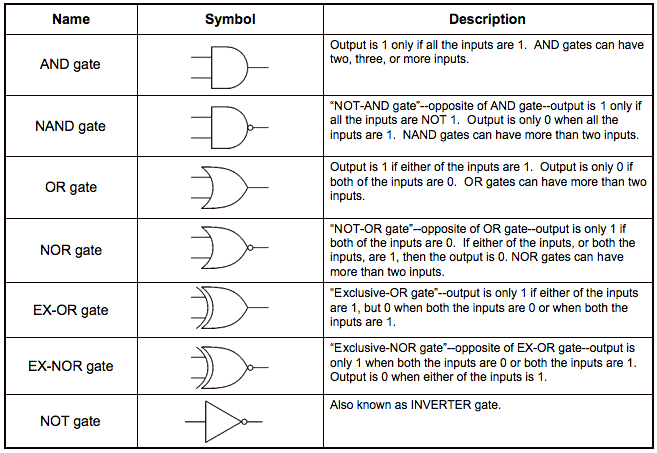 Name Symbol Description
AND gate
Output is 1 only if all the inputs are 1.  AND gates can have
two, three, or more inputs.
NAND gate
“NOT-AND gate”--opposite of AND gate--output is 1 only if
all the inputs are NOT 1.  Output is only 0 when all the
inputs are 1.  NAND gates can have more than two inputs.
OR gate
Output is 1 if either of the inputs are 1.  Output is only 0 if
both of the inputs are 0.  OR gates can have more than two
inputs.
NOR gate
“NOT-OR gate”--opposite of OR gate--output is only 1 if
both of the inputs are 0.  If either of the inputs, or both the
inputs, are 1, then the output is 0. NOR gates can have
more than two inputs.
EX-OR gate
“Exclusive-OR gate”--output is only 1 if either of the inputs
are 1, but 0 when both the inputs are 0 or when both the
inputs are 1.
EX-NOR gate
“Exclusive-NOR gate”--opposite of EX-OR gate--output is
only 1 when both the inputs are 0 or both the inputs are 1.
Output is 0 when either of the inputs is 1.
NOT gate
Also known as INVERTER gate.